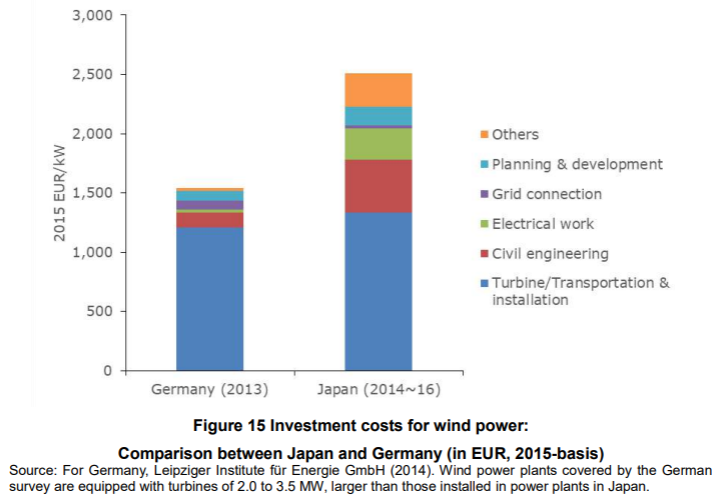 3,000
2,500
2,000
1,500
1,000
500
0
2015 EUR/kW
Germany (2013)
Japan (2014~16)
Others
Planning & development
Grid connection
Electrical work
Civil engineering
Turbine/Transportation &
installation
Figure 15 Investment costs for wind power:
Comparison between Japan and Germany (in EUR, 2015-basis)
Source: For Germany, Leipziger Institute für Energie GmbH (2014). Wind power plants covered by the German
survey are equipped with turbines of 2.0 to 3.5 MW, larger than those installed in power plants in Japan.